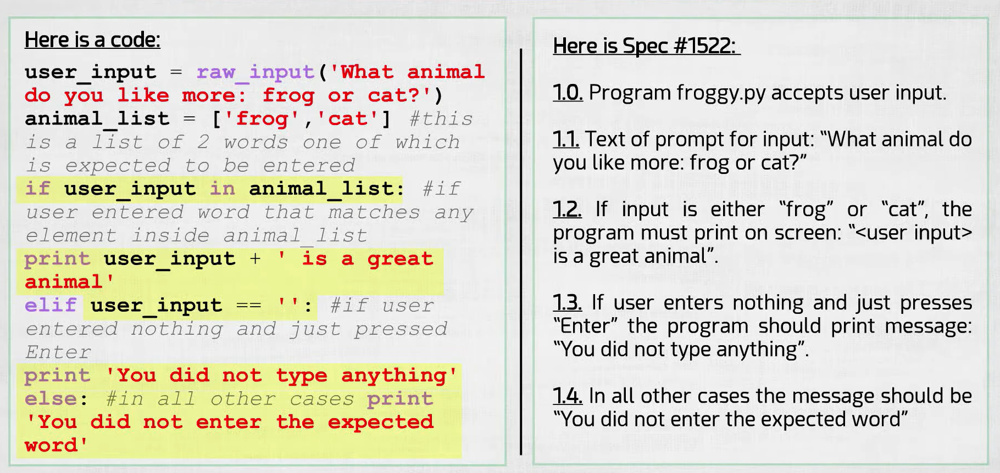 Here is a code:
user_input = raw_input('What animal
do you like more: frog or cat?')
animal_list = ['frog','cat'] #this
is a list of 2 words one of which
is expected to be entered
if user_input in animal_list: #if
user entered word that matches any
element inside animal_list
print user_input + ' is a great
animal'
elif user_input == '': #if user
entered nothing and just pressed
Enter
print 'You did not type anything'
else: #in all other cases print
'You did not enter the expected
word'
Here is Spec #1522:
1.0. Program froggy.py accepts user input.
1.1. Text of prompt for input: “What animal do
you like more: frog or cat?”
1.2. If input is either “frog” or “cat”, the
program must print on screen: “<user input>
is a great animal”.
1.3. If user enters nothing and just presses
“Enter” the program should print message:
“You did not type anything”.
1.4. In all other cases the message should be
“You did not enter the expected word”